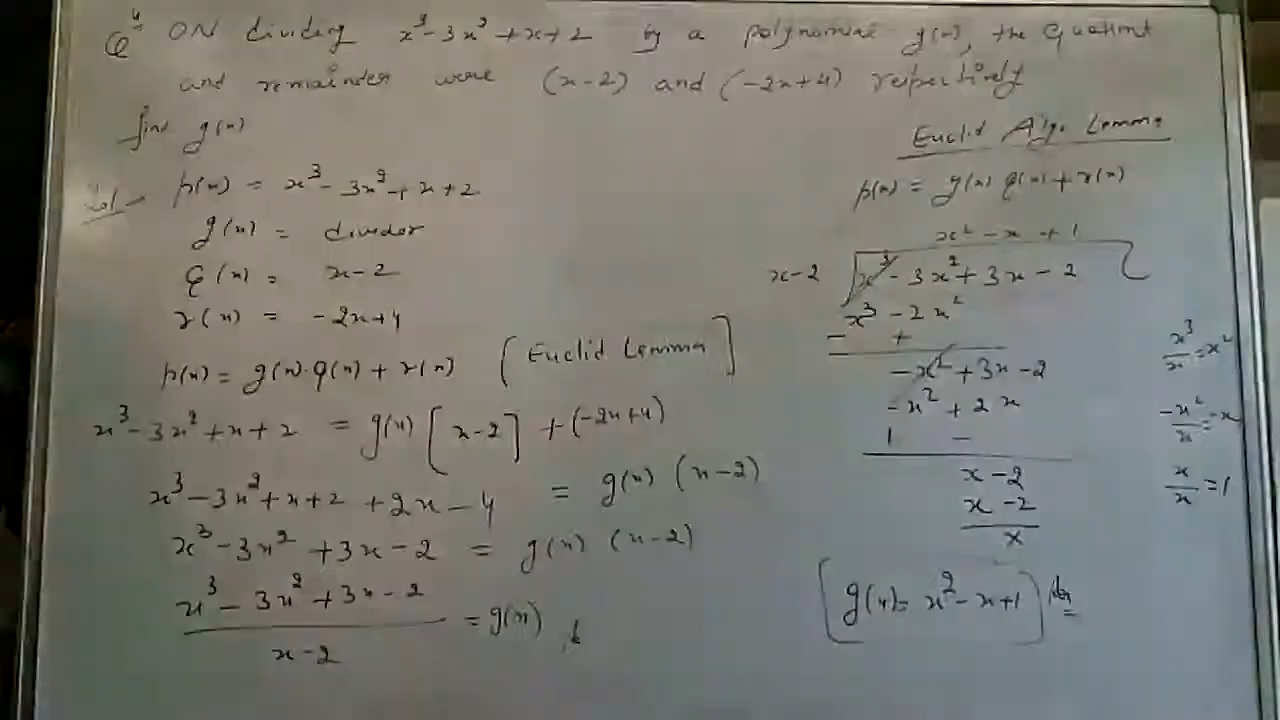 Q4 ON dividing x³-3x²+x+2 by a polynomial g(x), the Quotient
and remainder were (x-2) and (-2x+4) respectively
find g(x)
Sol- p(x) = x³-3x²+x+2
g(x) = divider
Q(x) = x-2
r(x) = -2x+4
p(x) = g(x).Q(x) + r(x) [Euclid Lemma]
x³-3x²+x+2 = g(x) [x-2] +(-2x+4)
x³-3x²+x+2 +2x-4 = g(x) (x-2)
x³-3x²+3x-2 = g(x) (x-2)
x³-3x²+3x-2
= g(x)
x-2
Euclid Algo Lemma
p(x) = g(x) Q(x) + r(x)
x²-x+1
x-2 x³-3x²+3x-2
x³-2x²
- +
-x²+3x-2
-x²+2x
-
x-2
x-2
x
x³/x = x²
-x²/x = -x
x/x = 1
[g(x) = x²-x+1]